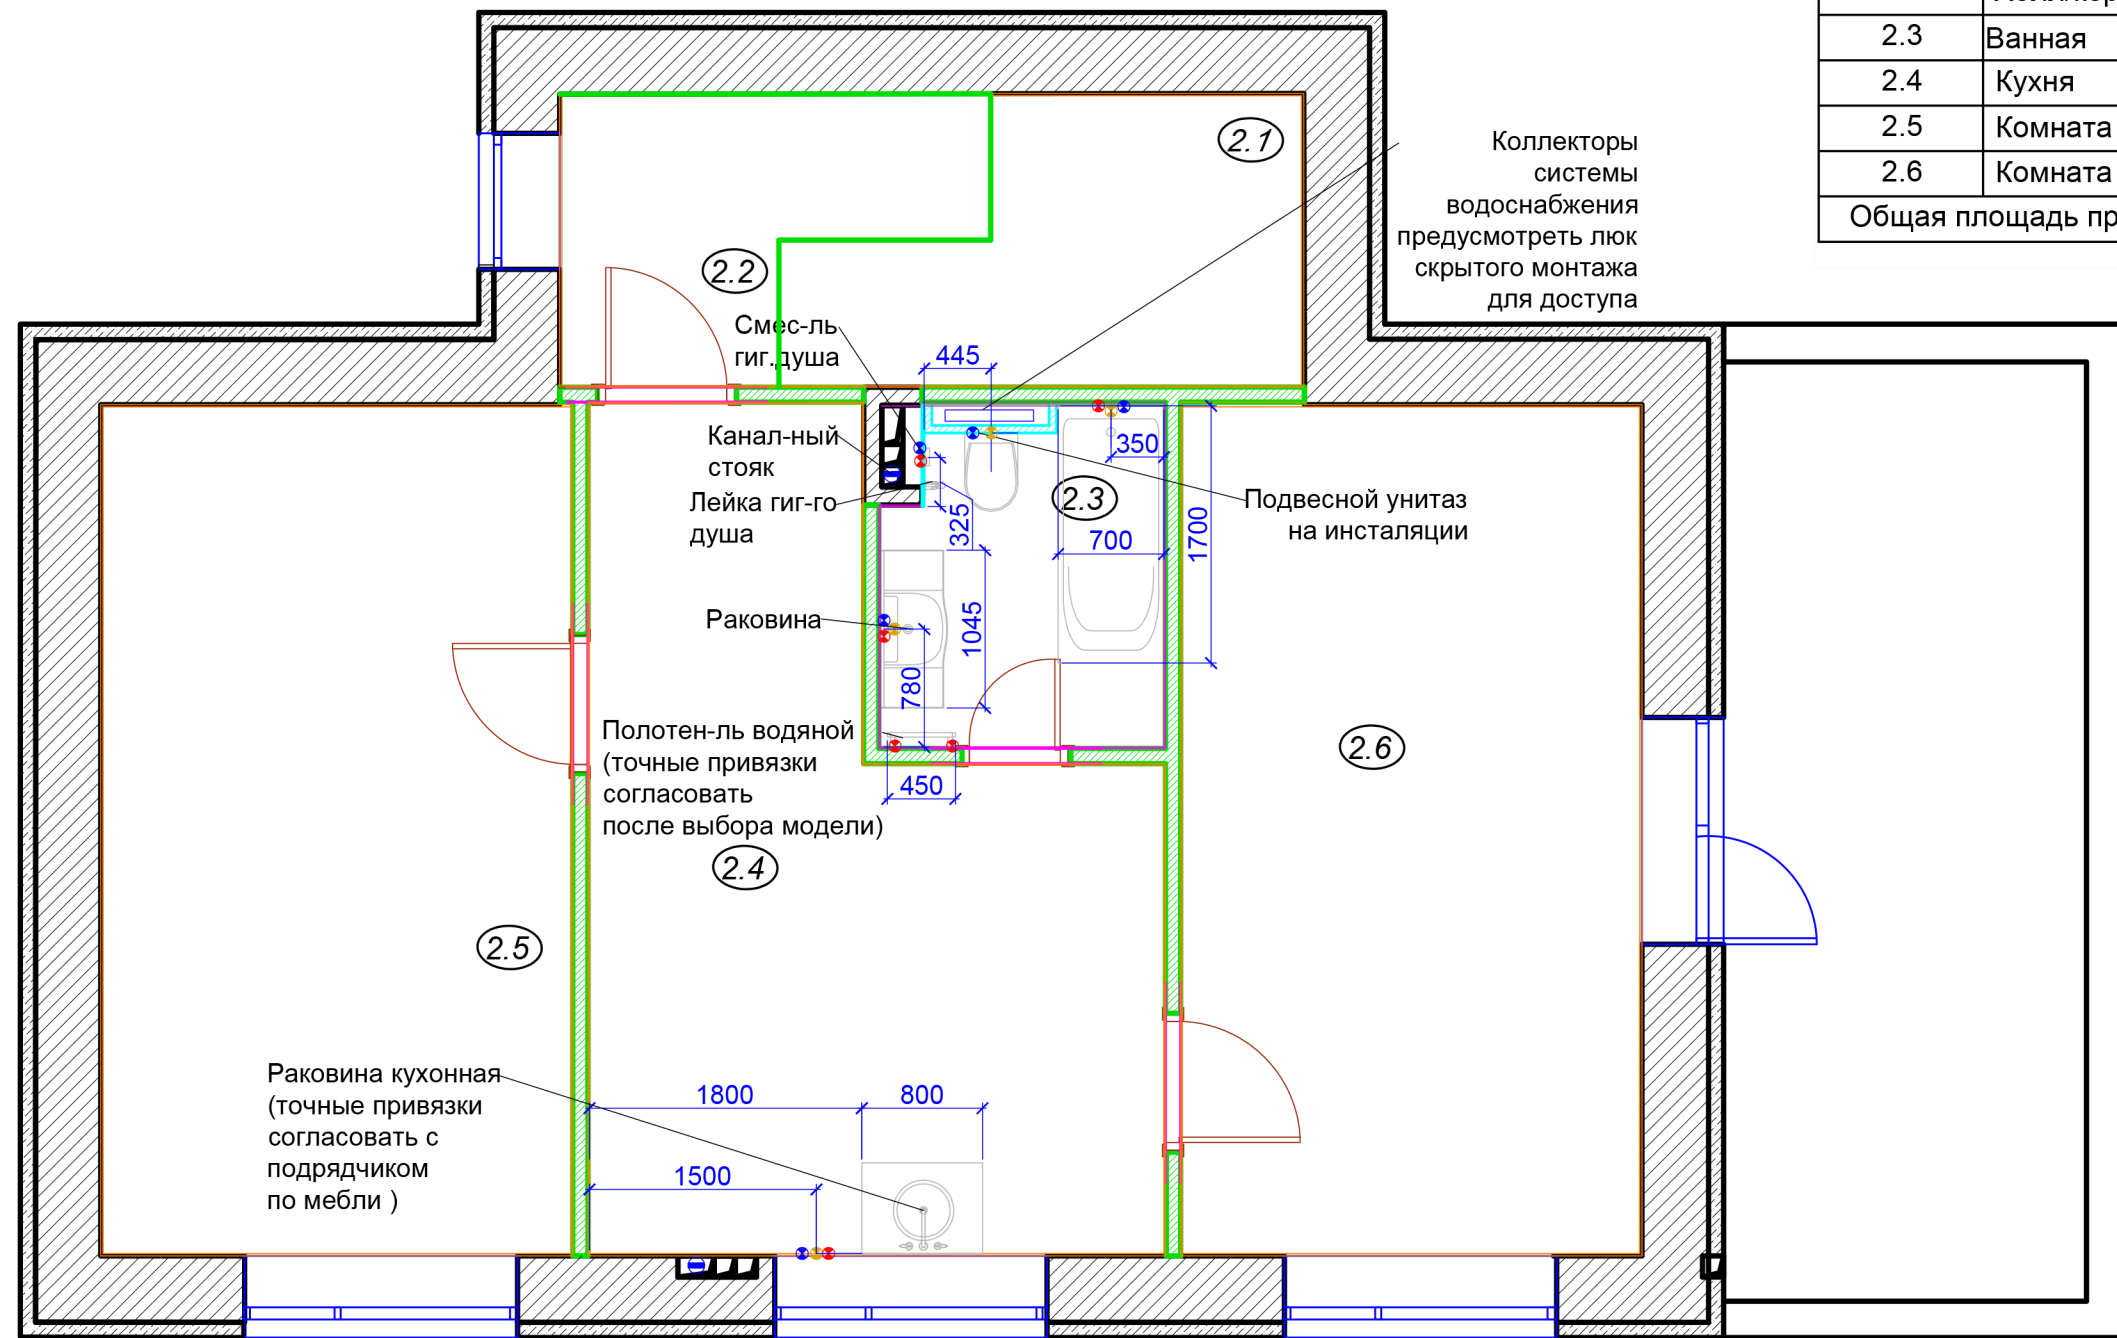 2.3 Ванная
2.4 Кухня
2.5 Комната
2.6 Комната
Общая площадь пр
2.1
Коллекторы
системы
водоснабжения
предусмотреть люк
скрытого монтажа
для доступа
2.2
Смес-ль
гиг.душа
445
Канал-ный
стояк
350
Лейка гиг-го
душа
2.3
Подвесной унитаз
на инсталяции
325
700
1700
Раковина
1045
780
Полотен-ль водяной
(точные привязки
согласовать
после выбора модели)
450
2.6
2.4
2.5
Раковина кухонная
(точные привязки
согласовать с
подрядчиком
по мебли )
1800
800
1500